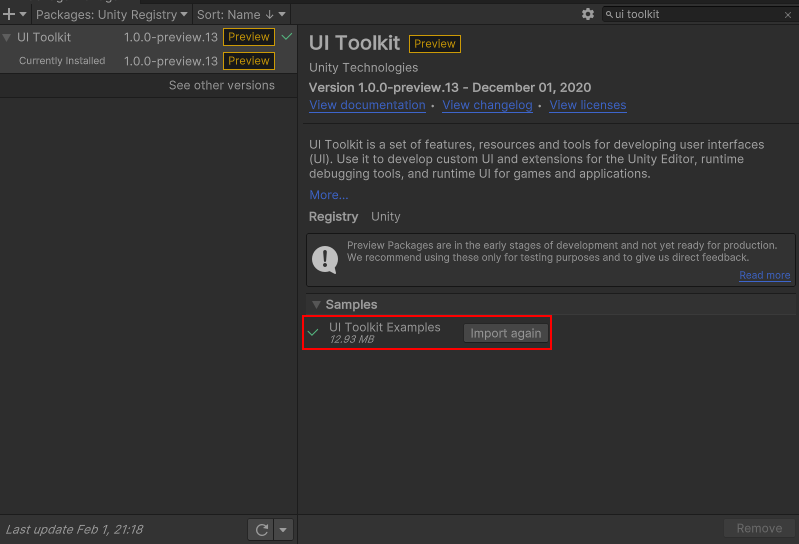 Packages: Unity Registry Sort: Name ↓ ui toolkit
UI Toolkit 1.0.0-preview.13 Preview
Currently Installed 1.0.0-preview.13 Preview
See other versions
UI Toolkit Preview
Unity Technologies
Version 1.0.0-preview.13 - December 01, 2020
View documentation • View changelog • View licenses
UI Toolkit is a set of features, resources and tools for developing user interfaces
(UI). Use it to develop custom UI and extensions for the Unity Editor, runtime
debugging tools, and runtime UI for games and applications.
More...
Registry Unity
Preview Packages are in the early stages of development and not yet ready for production.
We recommend using these only for testing purposes and to give us direct feedback.
Read more
Samples
UI Toolkit Examples
12.93 MB
Import again
Last update Feb 1, 21:18
Remove